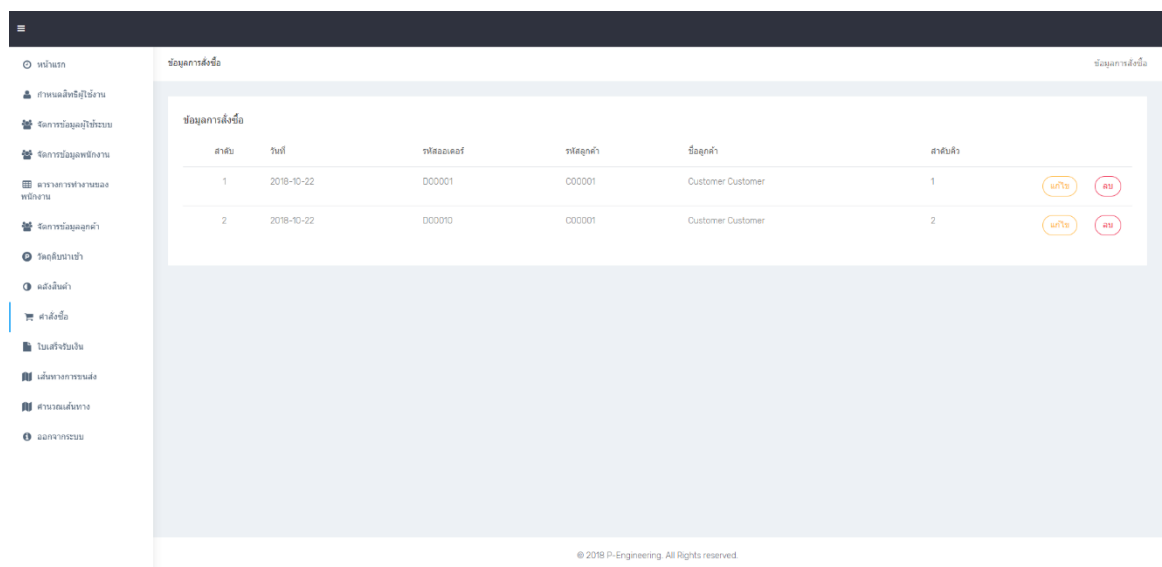 หน้าแรก
ข้อมูลการสั่งซื้อ
ข้อมูลการสั่งซื้อ
กำหนดสิทธิผู้ใช้งาน
จัดการข้อมูลผู้ใช้ระบบ
จัดการข้อมูลพนักงาน
ตารางการทำงานของ
พนักงาน
จัดการข้อมูลลูกค้า
วัตถุดิบนำเข้า
คลังสินค้า
คำสั่งซื้อ
ใบเสร็จรับเงิน
เส้นทางการขนส่ง
คำนวณเส้นทาง
ออกจากระบบ
ข้อมูลการสั่งซื้อ
ลำดับ วันที่ รหัสออเดอร์ รหัสลูกค้า ชื่อลูกค้า ลำดับคิว
1 2018-10-22 D00001 C00001 Customer Customer 1 แก้ไข ลบ
2 2018-10-22 D00010 C00001 Customer Customer 2 แก้ไข ลบ
© 2018 P-Engineering. All Rights reserved.